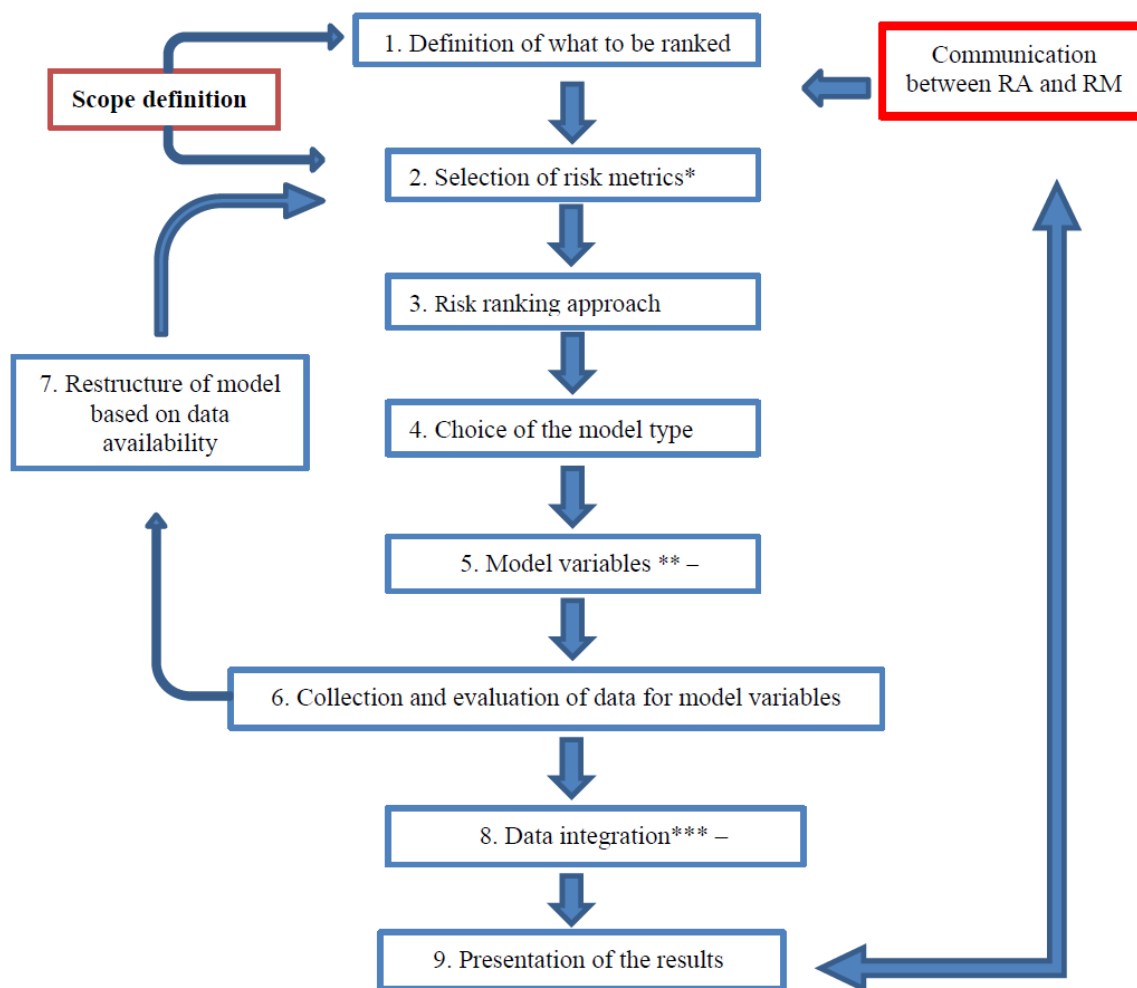 1. Definition of what to be ranked
Communication
between RA and RM
Scope definition
2. Selection of risk metrics*
3. Risk ranking approach
7. Restructure of model
based on data
availability
4. Choice of the model type
5. Model variables ** –
6. Collection and evaluation of data for model variables
8. Data integration*** –
9. Presentation of the results